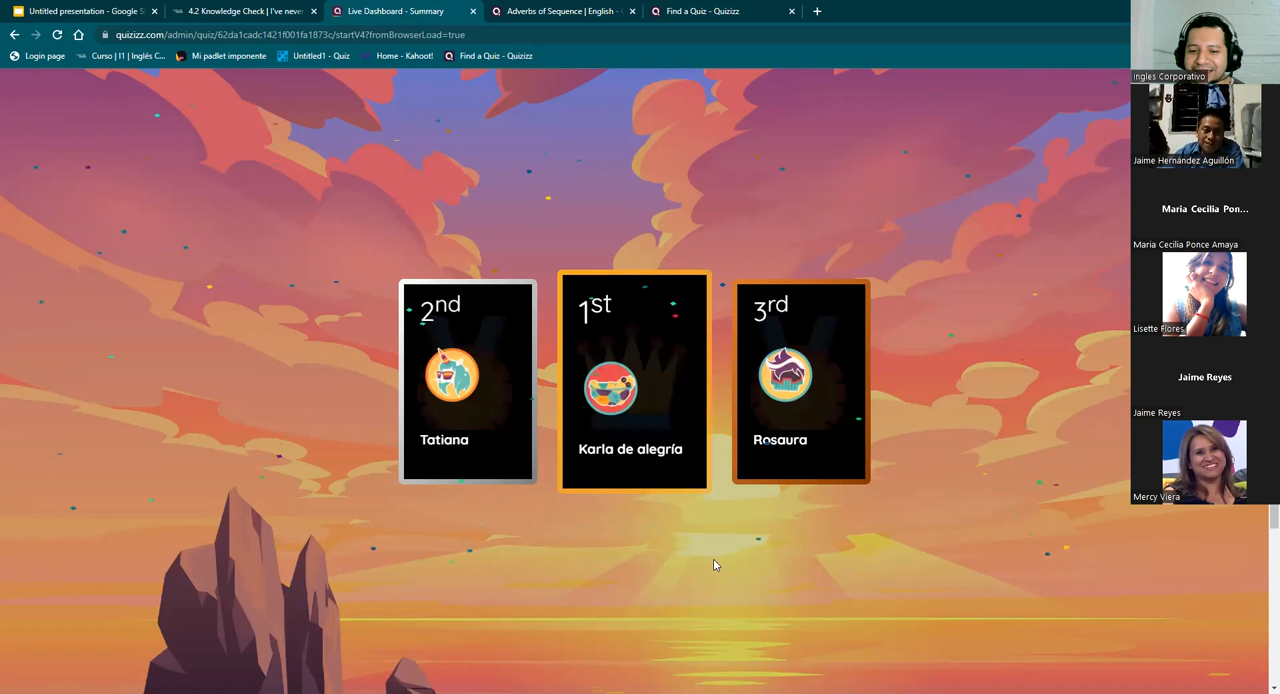 Untitled presentation - Google S
4.2 Knowledge Check | I've never
Live Dashboard - Summary
Adverbs of Sequence | English -
Find a Quiz - Quizizz
quizizz.com/admin/quiz/62da1cadc1421f001fa1873c/startV4?fromBrowserLoad=true
Login page
Curso | I1 | Inglés C...
Mi padlet imponente
Untitled1 - Quiz
Home - Kahoot!
Find a Quiz - Quizizz
2nd
Tatiana
1st
Karla de alegría
3rd
Rosaura
Ingles Corporativo
Jaime Hernández Aguillón
Maria Cecilia Pon...
Maria Cecilia Ponce Amaya
Lisette Flores
Jaime Reyes
Jaime Reyes
Mercy Viera